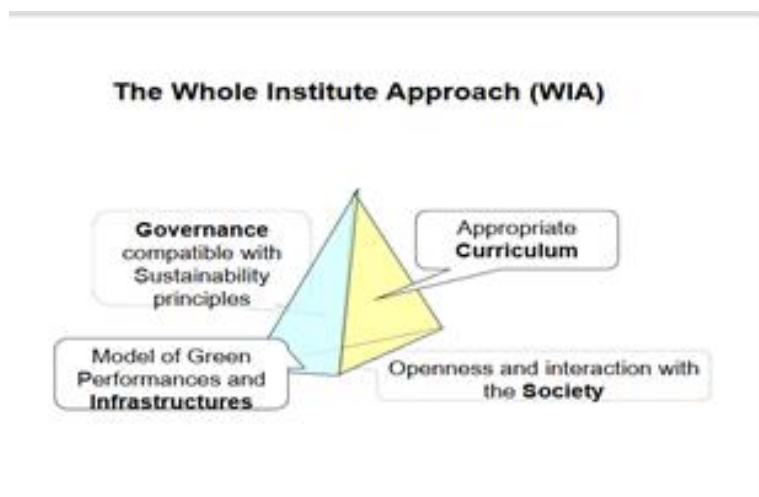 The Whole Institute Approach (WIA)
Governance
compatible with
Sustainability
principles
Appropriate
Curriculum
Model of Green
Performances and
Infrastructures
Openness and interaction with
the Society